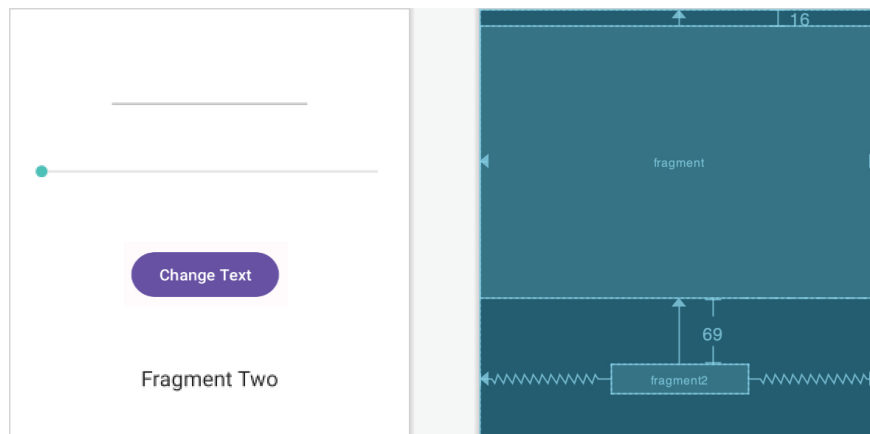 16
fragment
Change Text
69
Fragment Two
fragment2